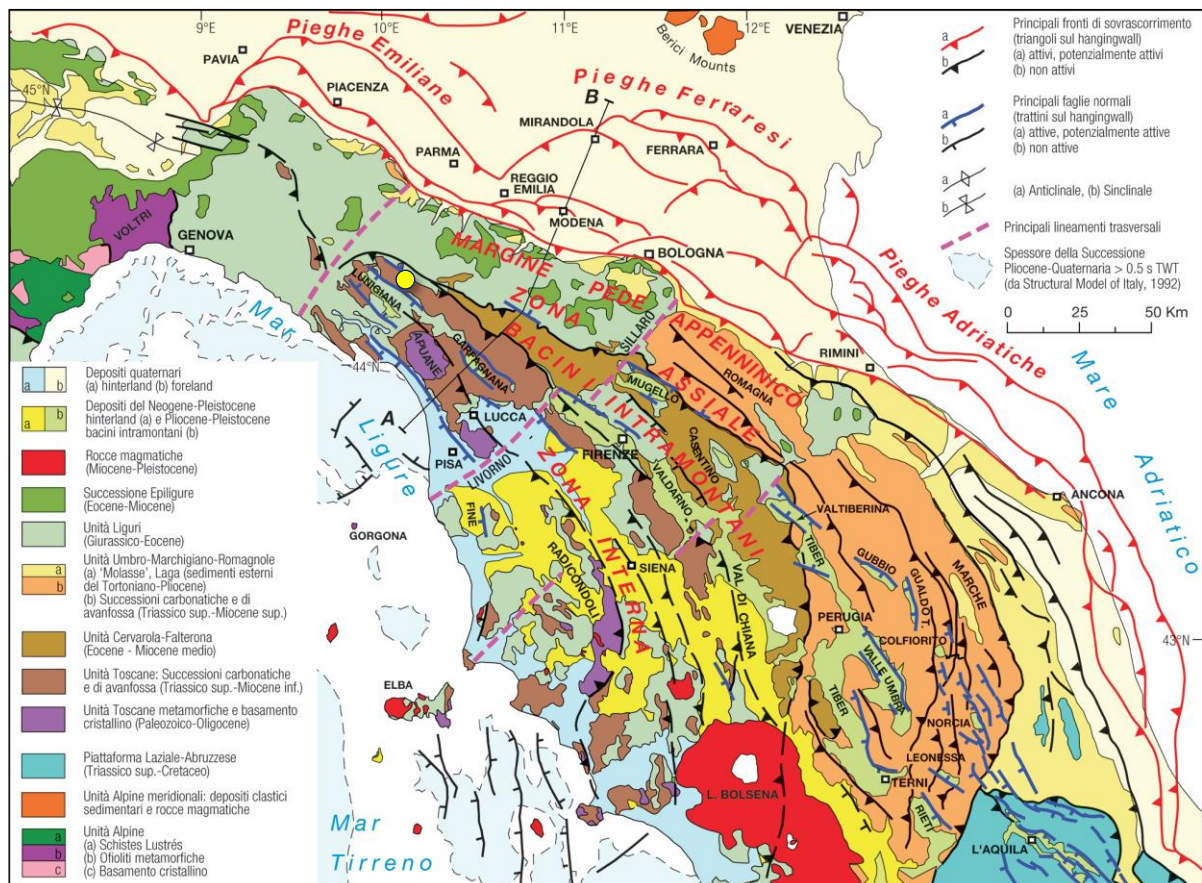 9°E
10°E
11°E
12°E
VENEZIA
PAVIA
Pieghe Emiliane
Berici Mounts
45°N
PIACENZA
B
Pieghe Ferraresi
MIRANDOLA
FERRARA
PARMA
REGGIO
EMILIA
MODENA
VOLTRI
GENOVA
BOLOGNA
MARGINE PEDE APPENNINICO
ZONA ASSIALE
BACINI INTRAMONTANI
ZONA INTERNA
Pieghe Adriatiche
LUNIGIANA
SILLARO
Mar Ligure
APUANE
GARFAGNANA
44°N
MUGELLO
ROMAGNA
RIMINI
Mare Adriatico
A
LUCCA
PISA
LIVORNO
FIRENZE
CASENTINO
VALDARNO
ANCONA
FINE
VALTIBERINA
GORGONA
RADICONDOLI
SIENA
TIBER
GUBBIO
GUALDO T.
MARCHE
VAL DI CHIANA
PERUGIA
COLFIORITO
43°N
ELBA
VALLE UMBRA
TIBER
NORCIA
LEONESSA
L. BOLSENA
TERNI
RIETI
L'AQUILA
Mar
Tirreno
a
b
Principali fronti di sovrascorrimento
(triangoli sul hangingwall)
(a) attivi, potenzialmente attivi
(b) non attivi
a
b
Principali faglie normali
(trattini sul hangingwall)
(a) attive, potenzialmente attive
(b) non attive
a
b
(a) Anticlinale, (b) Sinclinale
Principali lineamenti trasversali
Spessore della Successione
Pliocene-Quaternaria > 0.5 s TWT
(da Structural Model of Italy, 1992)
0 25 50 Km
a b
Depositi quaternari
(a) hinterland (b) foreland
a b
Depositi del Neogene-Pleistocene
hinterland (a) e Pliocene-Pleistocene
bacini intramontani (b)
Rocce magmatiche
(Miocene-Pleistocene)
Successione Epiligure
(Eocene-Miocene)
Unità Liguri
(Giurassico-Eocene)
a
b
Unità Umbro-Marchigiano-Romagnole
(a) 'Molasse', Laga (sedimenti esterni
del Tortoniano-Pliocene)
(b) Successioni carbonatiche e di
avanfossa (Triassico sup.-Miocene sup.)
Unità Cervarola-Falterona
(Eocene - Miocene medio)
Unità Toscane: Successioni carbonatiche
e di avanfossa (Triassico sup.-Miocene inf.)
Unità Toscane metamorfiche e basamento
cristallino (Paleozoico-Oligocene)
Piattaforma Laziale-Abruzzese
(Triassico sup.-Cretaceo)
Unità Alpine meridionali: depositi clastici
sedimentari e rocce magmatiche
a
b
c
Unità Alpine
(a) Schistes Lustrés
(b) Ofioliti metamorfiche
(c) Basamento cristallino